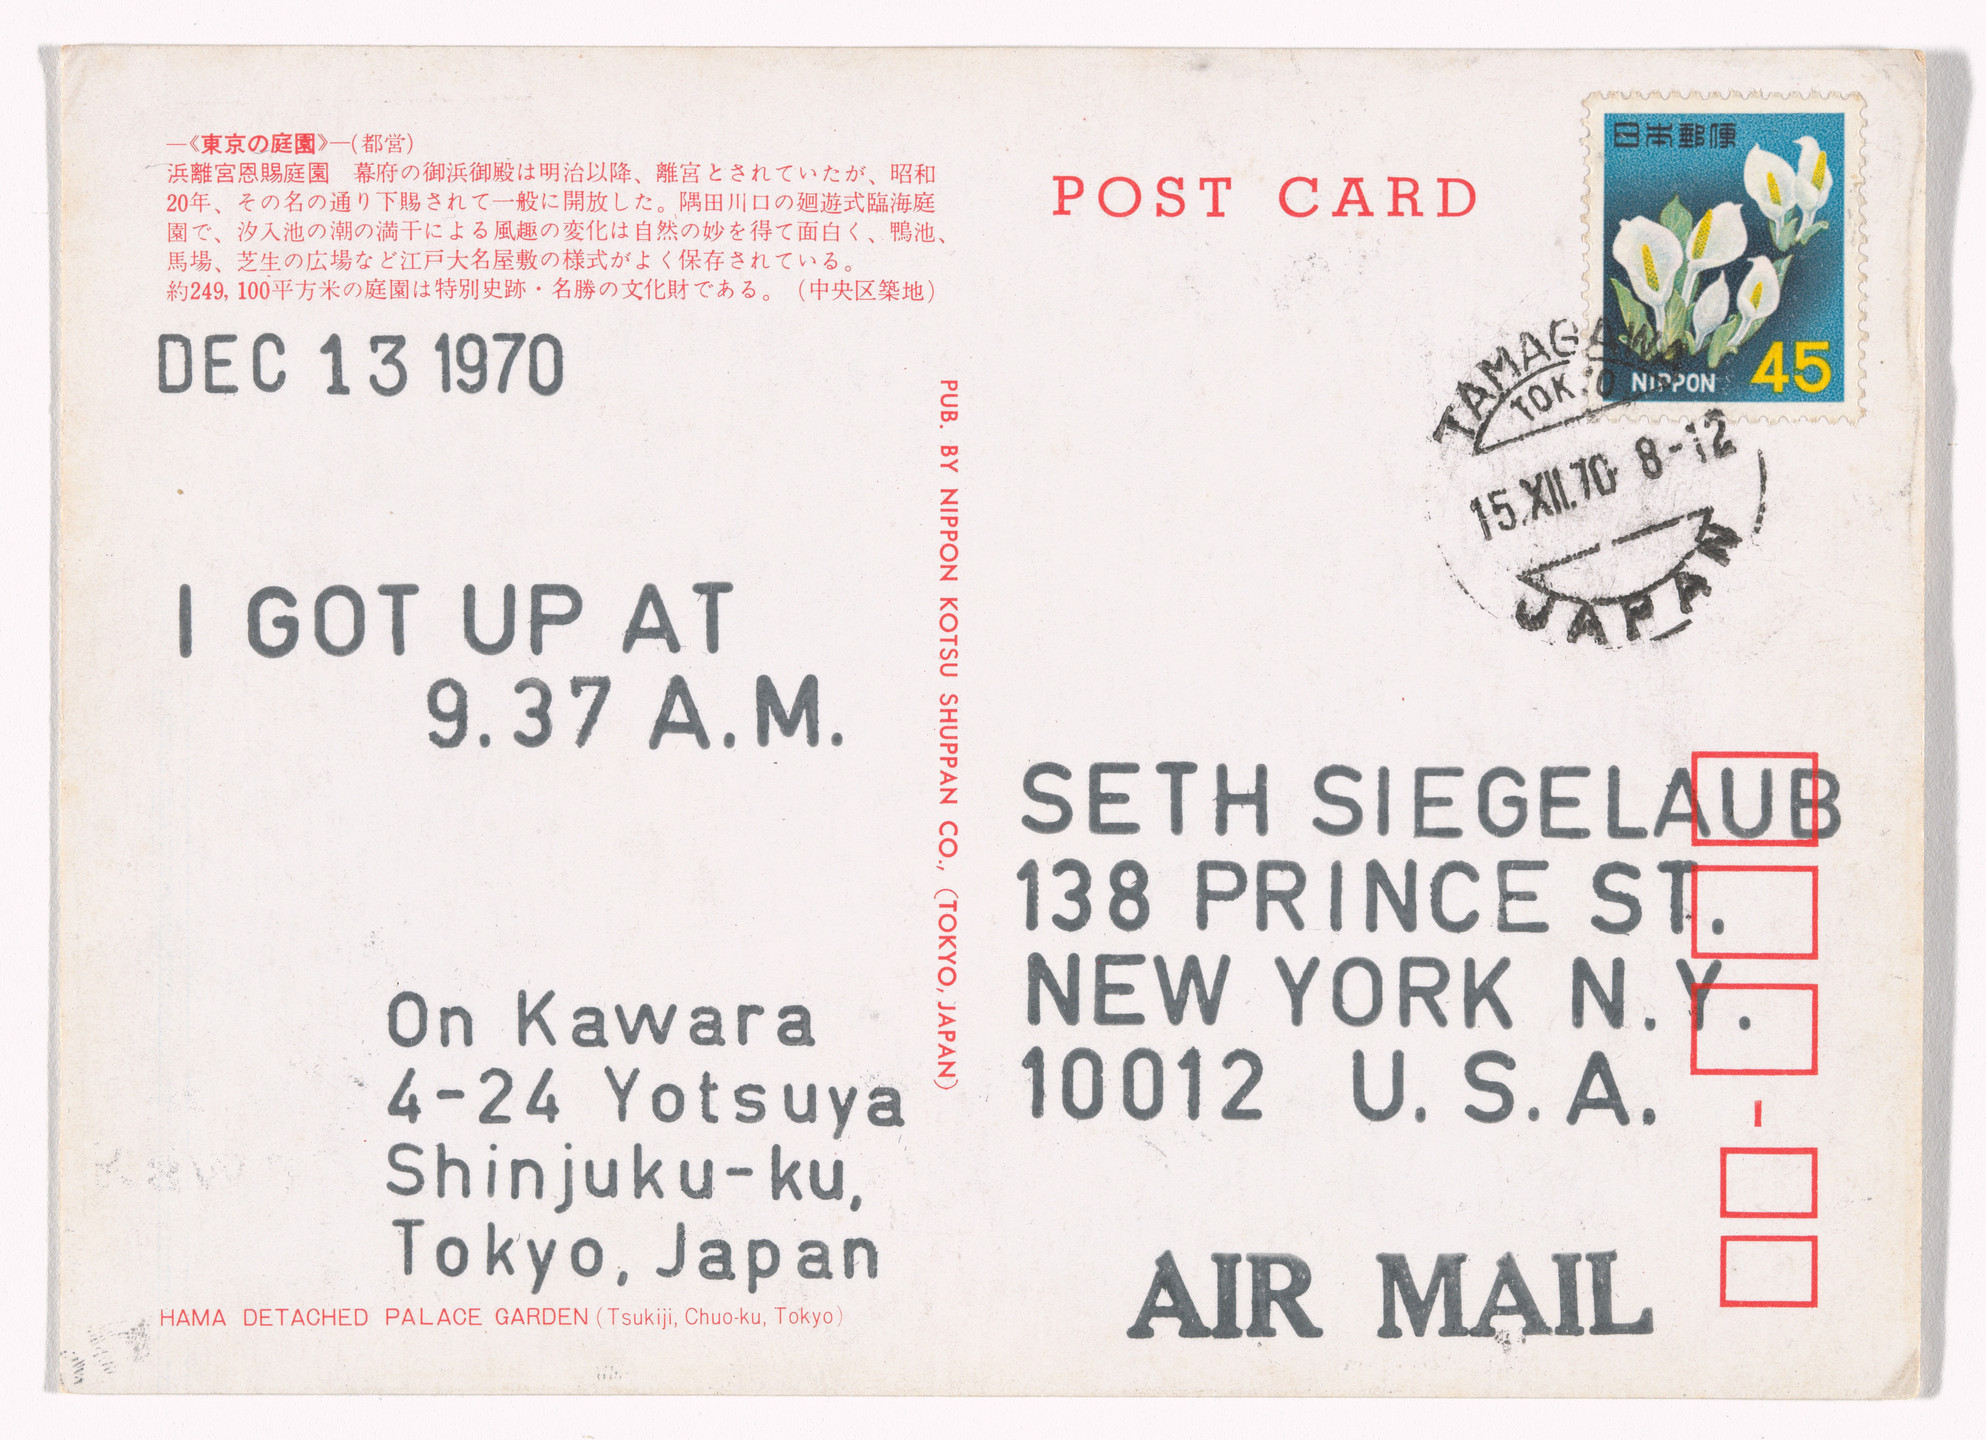 ―《東京の庭園》―(都営)
浜離宮恩賜庭園　幕府の御浜御殿は明治以降、離宮とされていたが、昭和
20年、その名の通り下賜されて一般に開放した。隅田川口の廻遊式臨海庭
園で、汐入池の潮の満干による風趣の変化は自然の妙を得て面白く、鴨池、
馬場、芝生の広場など江戸大名屋敷の様式がよく保存されている。
約249,100平方米の庭園は特別史跡・名勝の文化財である。（中央区築地）
DEC 13 1970
I GOT UP AT
9.37 A.M.
On Kawara
4-24 Yotsuya
Shinjuku-ku,
Tokyo, Japan
HAMA DETACHED PALACE GARDEN (Tsukiji, Chuo-ku, Tokyo)
PUB. BY NIPPON KOTSU SHUPPAN CO., (TOKYO, JAPAN)
POST CARD
日本郵便
NIPPON 45
TAMAGAWA
TOKYO
15.XII.70 8-12
JAPAN
SETH SIEGELAUB
138 PRINCE ST.
NEW YORK N.Y.
10012 U.S.A.
AIR MAIL